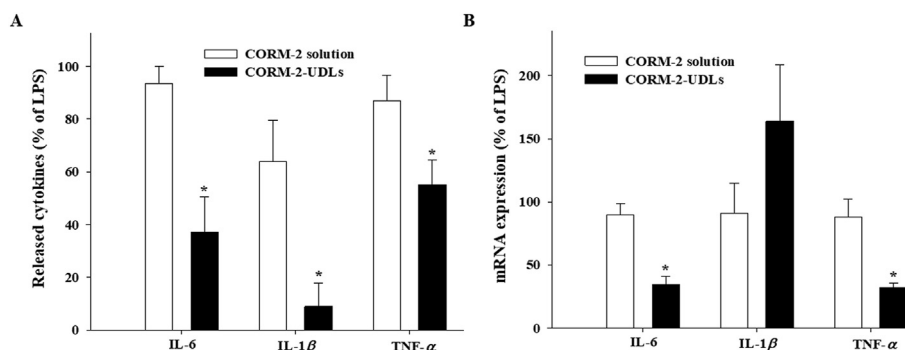 A
Released cytokines (% of LPS)
100
80
60
40
20
0
CORM-2 solution
CORM-2-UDLs
*
*
*
IL-6
IL-1β
TNF-α
B
mRNA expression (% of LPS)
200
150
100
50
0
CORM-2 solution
CORM-2-UDLs
*
*
IL-6
IL-1β
TNF-α